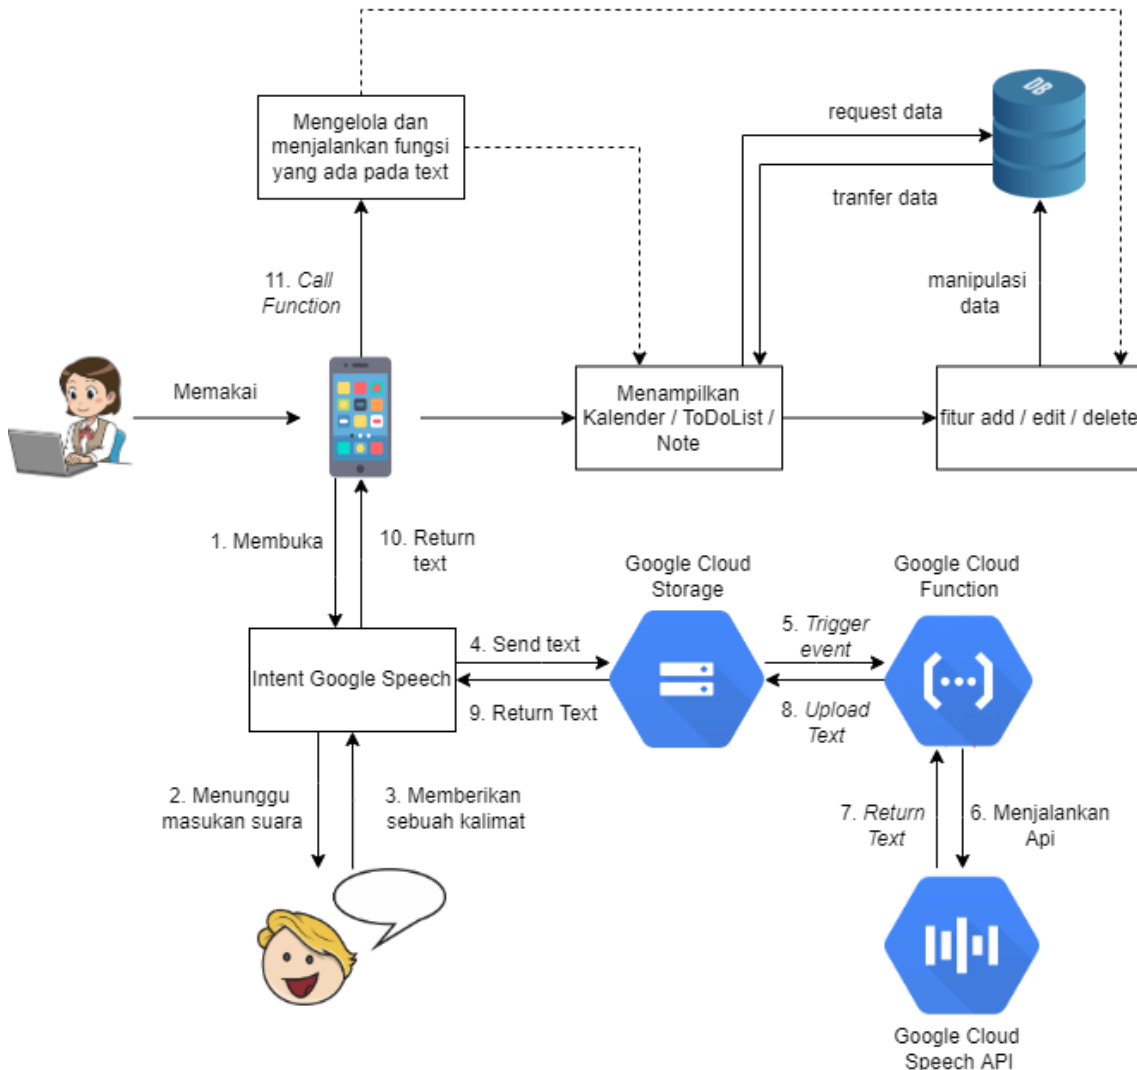 DB
Mengelola dan
menjalankan fungsi
yang ada pada text
request data
tranfer data
11. Call
Function
manipulasi
data
Memakai
Menampilkan
Kalender / ToDoList /
Note
fitur add / edit / delete
1. Membuka
10. Return
text
Google Cloud
Storage
Google Cloud
Function
Intent Google Speech
4. Send text
9. Return Text
5. Trigger
event
8. Upload
Text
2. Menunggu
masukan suara
3. Memberikan
sebuah kalimat
7. Return
Text
6. Menjalankan
Api
Google Cloud
Speech API